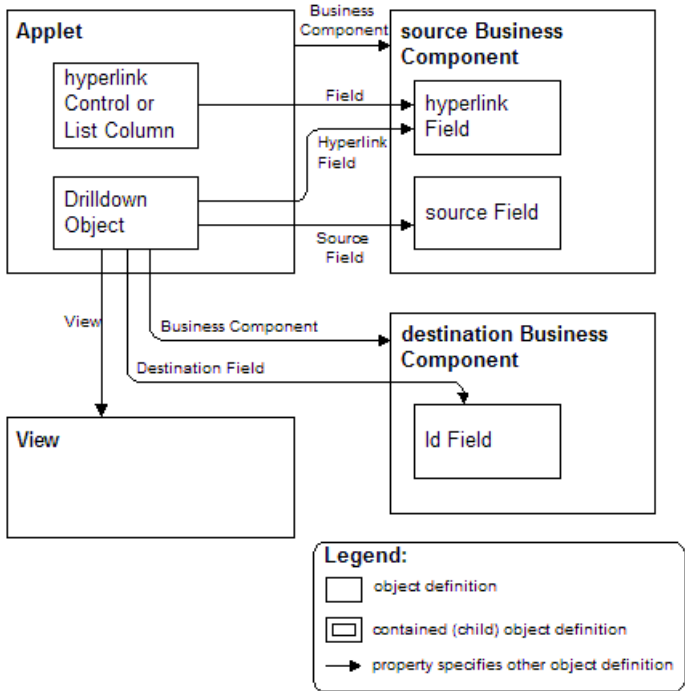 Applet
hyperlink
Control or
List Column
Drilldown
Object
Business
Component
source Business
Component
Field
hyperlink
Field
Hyperlink
Field
source Field
Source
Field
View
Business Component
Destination Field
destination Business
Component
Id Field
View
Legend:
object definition
contained (child) object definition
property specifies other object definition